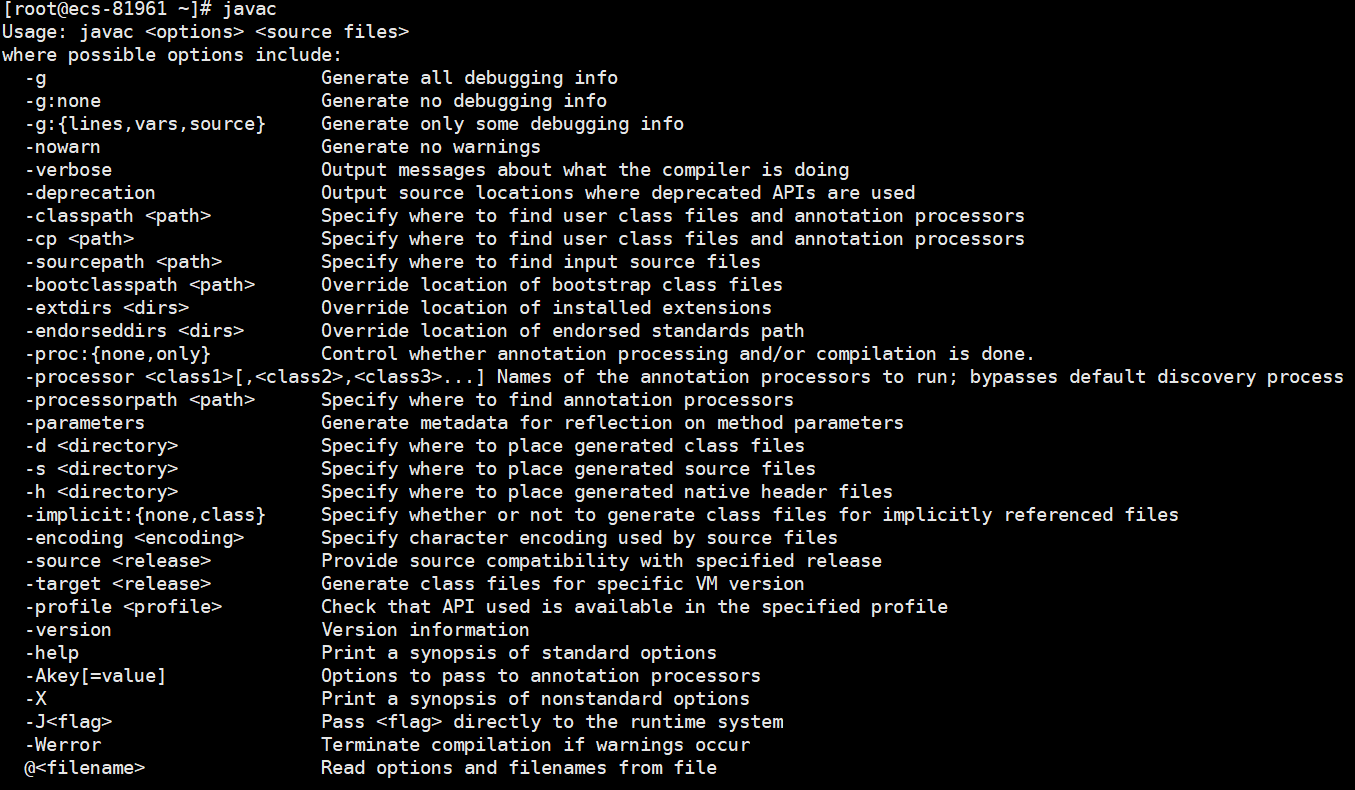 [root@ecs-81961 ~]# javac
Usage: javac <options> <source files>
where possible options include:
  -g                         Generate all debugging info
  -g:none                    Generate no debugging info
  -g:{lines,vars,source}     Generate only some debugging info
  -nowarn                    Generate no warnings
  -verbose                   Output messages about what the compiler is doing
  -deprecation               Output source locations where deprecated APIs are used
  -classpath <path>          Specify where to find user class files and annotation processors
  -cp <path>                 Specify where to find user class files and annotation processors
  -sourcepath <path>         Specify where to find input source files
  -bootclasspath <path>      Override location of bootstrap class files
  -extdirs <dirs>            Override location of installed extensions
  -endorseddirs <dirs>       Override location of endorsed standards path
  -proc:{none,only}          Control whether annotation processing and/or compilation is done.
  -processor <class1>[,<class2>,<class3>...] Names of the annotation processors to run; bypasses default discovery process
  -processorpath <path>      Specify where to find annotation processors
  -parameters                Generate metadata for reflection on method parameters
  -d <directory>             Specify where to place generated class files
  -s <directory>             Specify where to place generated source files
  -h <directory>             Specify where to place generated native header files
  -implicit:{none,class}     Specify whether or not to generate class files for implicitly referenced files
  -encoding <encoding>       Specify character encoding used by source files
  -source <release>          Provide source compatibility with specified release
  -target <release>          Generate class files for specific VM version
  -profile <profile>         Check that API used is available in the specified profile
  -version                   Version information
  -help                      Print a synopsis of standard options
  -Akey[=value]              Options to pass to annotation processors
  -X                         Print a synopsis of nonstandard options
  -J<flag>                   Pass <flag> directly to the runtime system
  -Werror                    Terminate compilation if warnings occur
  @<filename>                Read options and filenames from file